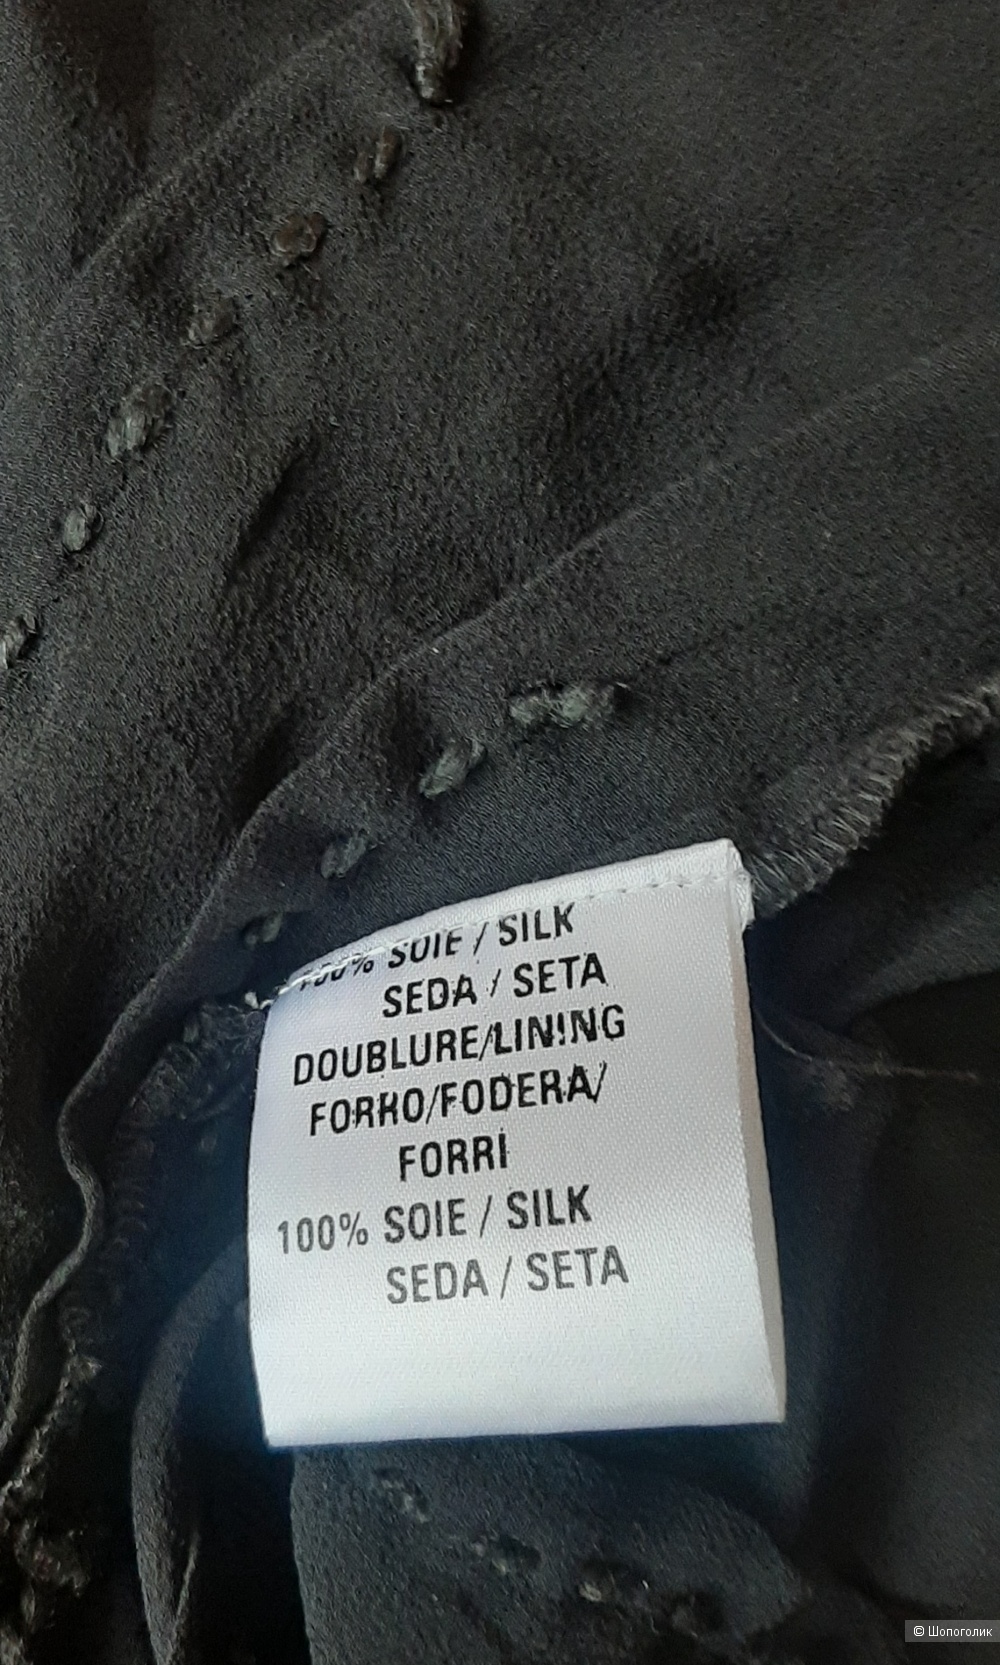 100% SOIE / SILK
SEDA / SETA
DOUBLURE/LINING
FORRO/FODERA/
FORRI
100% SOIE / SILK
SEDA / SETA
© Шопоголик